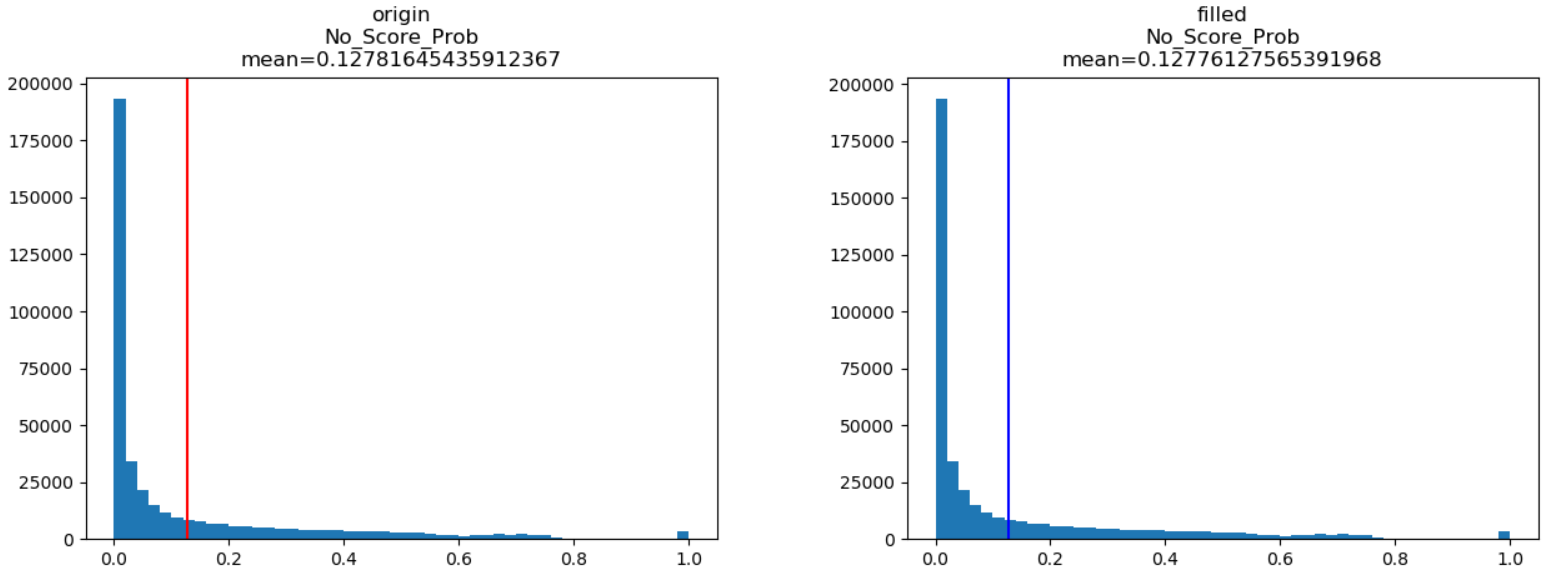 origin
No_Score_Prob
mean=0.12781645435912367
200000
175000
150000
125000
100000
75000
50000
25000
0
0.0 0.2 0.4 0.6 0.8 1.0
filled
No_Score_Prob
mean=0.12776127565391968
200000
175000
150000
125000
100000
75000
50000
25000
0
0.0 0.2 0.4 0.6 0.8 1.0